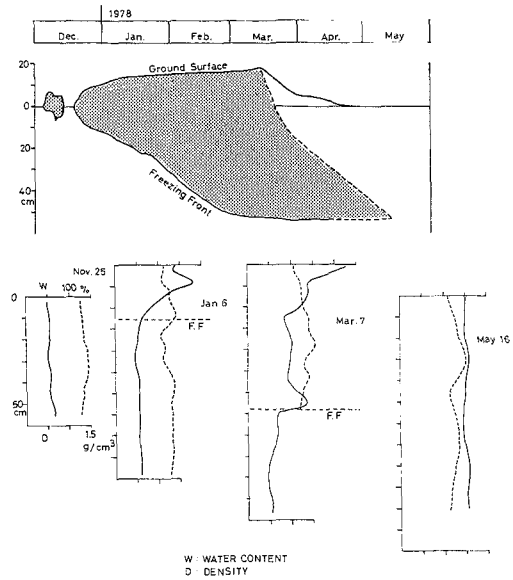 1978
Dec. Jan. Feb. Mar. Apr. May
20
Ground Surface
0
20
Freezing Front
40
cm
Nov. 25
W 100 %
0
50
cm
D 1.5
g/cm³
Jan 6
F.F
Mar. 7
F.F
May 16
W : WATER CONTENT
D : DENSITY